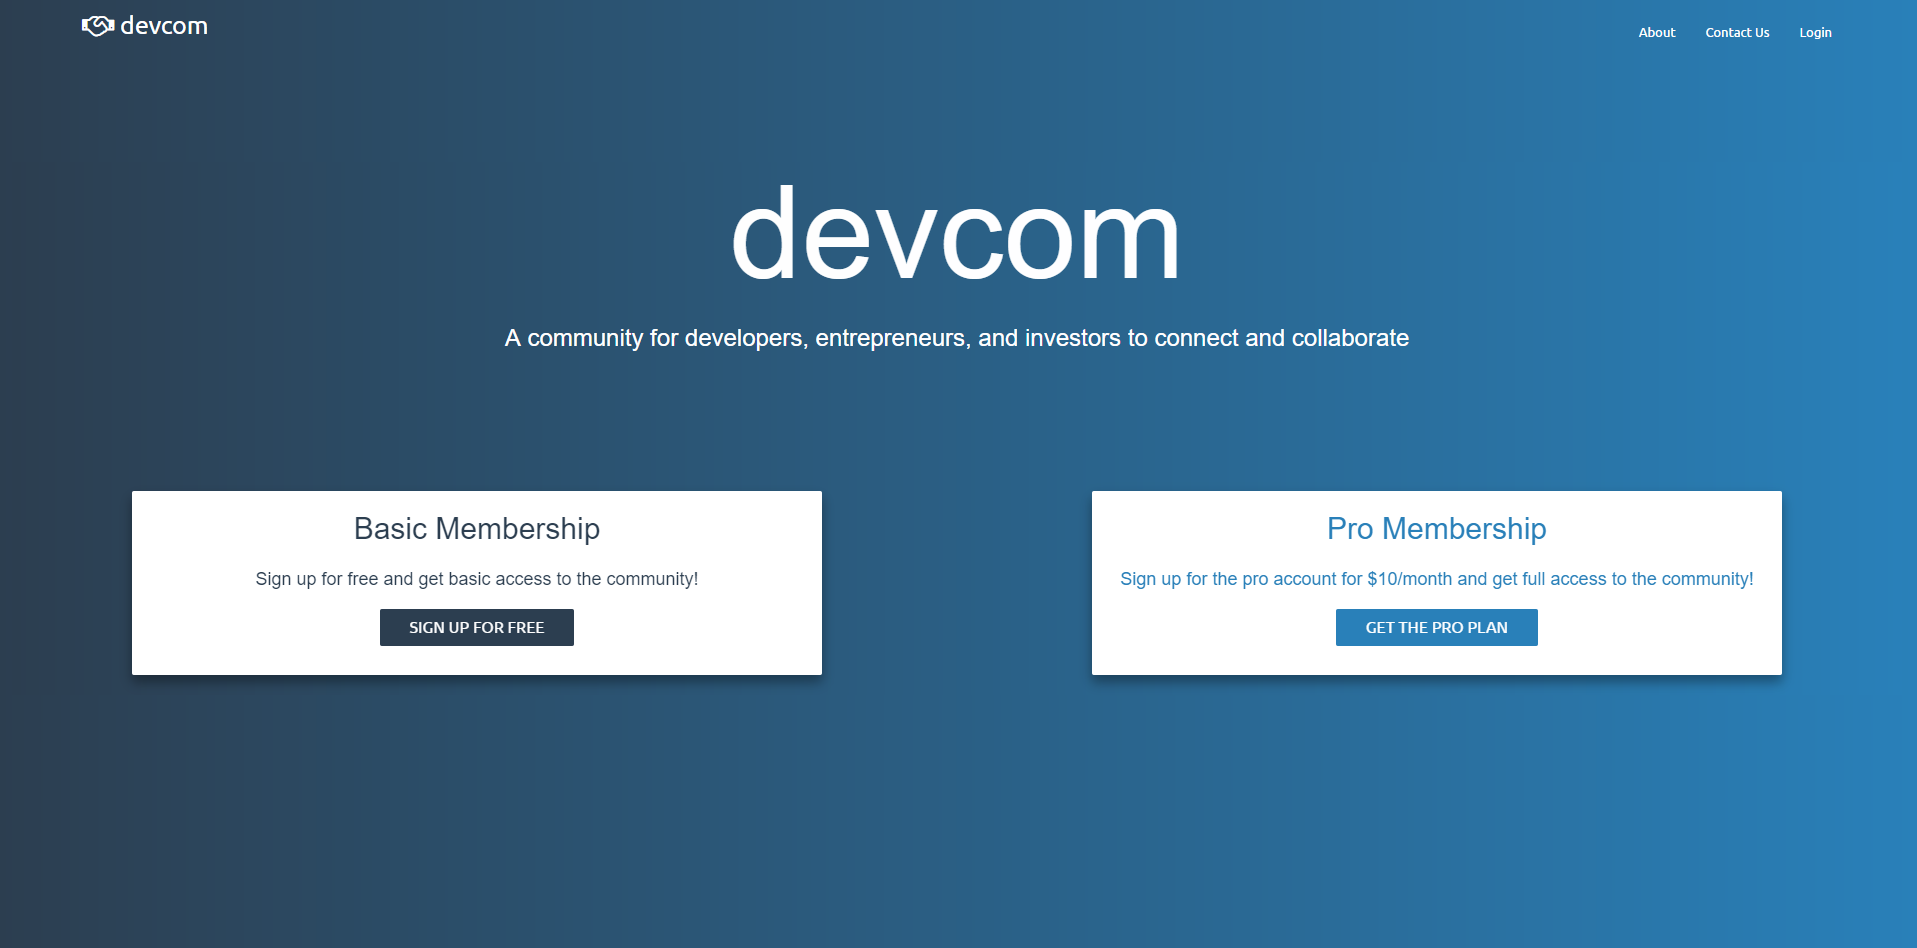 devcom
About
Contact Us
Login
devcom
A community for developers, entrepreneurs, and investors to connect and collaborate
Basic Membership
Sign up for free and get basic access to the community!
SIGN UP FOR FREE
Pro Membership
Sign up for the pro account for $10/month and get full access to the community!
GET THE PRO PLAN